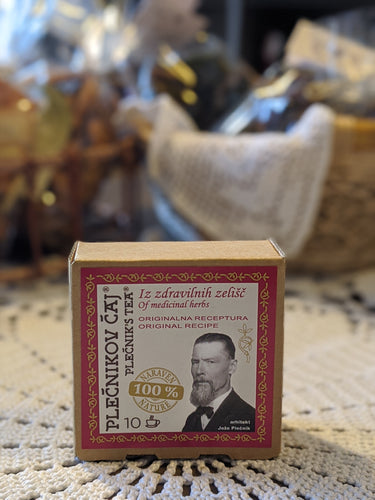 PLEČNIKOV ČAJ®
PLEČNIK'S TEA®
Iz zdravilnih zelišč
Of medicinal herbs
ORIGINALNA RECEPTURA
ORIGINAL RECIPE
NARAVEN
100 %
NATURE
10
arhitekt
Jože Plečnik